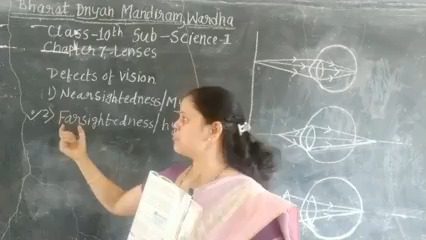 Bharat Dnyan Mandiram, Wardha
Class-10th Sub-Science-I
Chapter 7. Lenses
Defects of Vision
1) Nearsightedness/M
2) Farsightedness/h